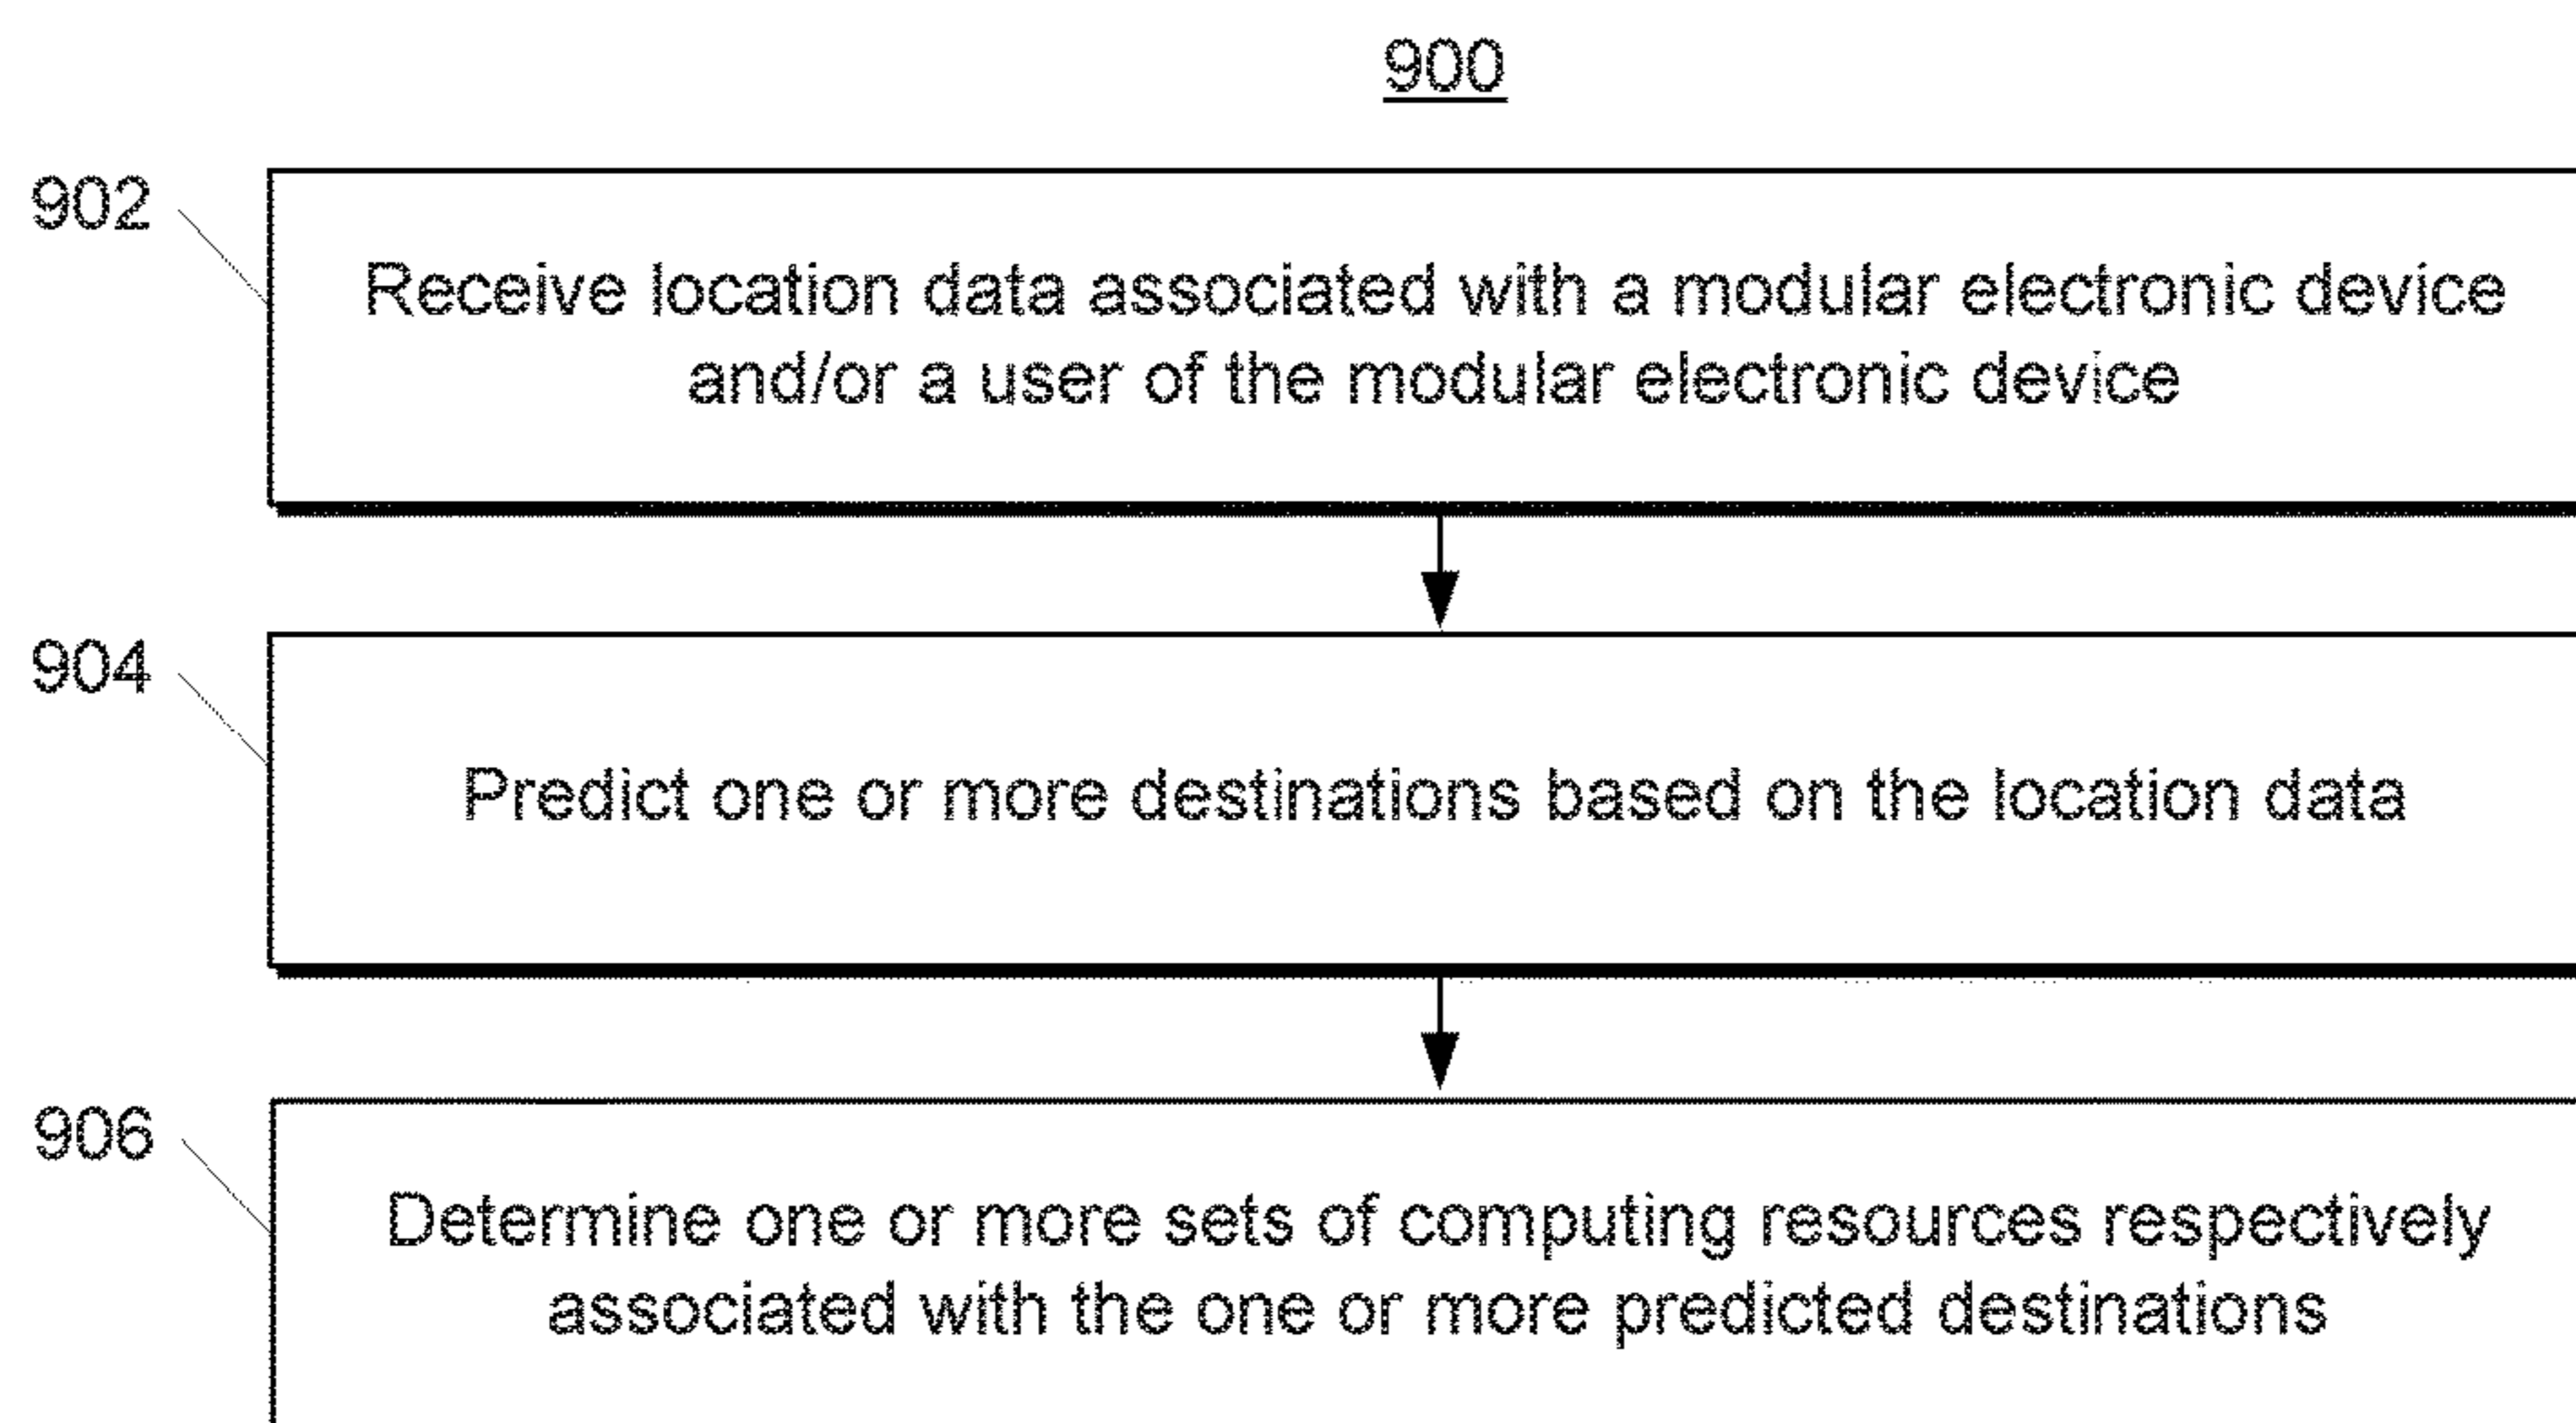 900
902
Receive location data associated with a modular electronic device
and/or a user of the modular electronic device
904
Predict one or more destinations based on the location data
906
Determine one or more sets of computing resources respectively
associated with the one or more predicted destinations